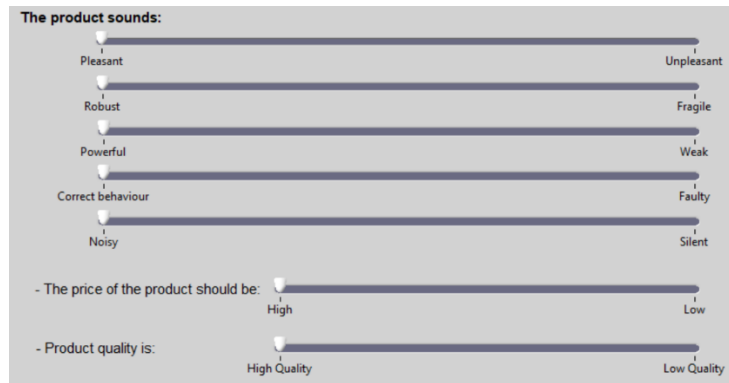 The product sounds:
Pleasant Unpleasant
Robust Fragile
Powerful Weak
Correct behaviour Faulty
Noisy Silent
- The price of the product should be:
High Low
- Product quality is:
High Quality Low Quality